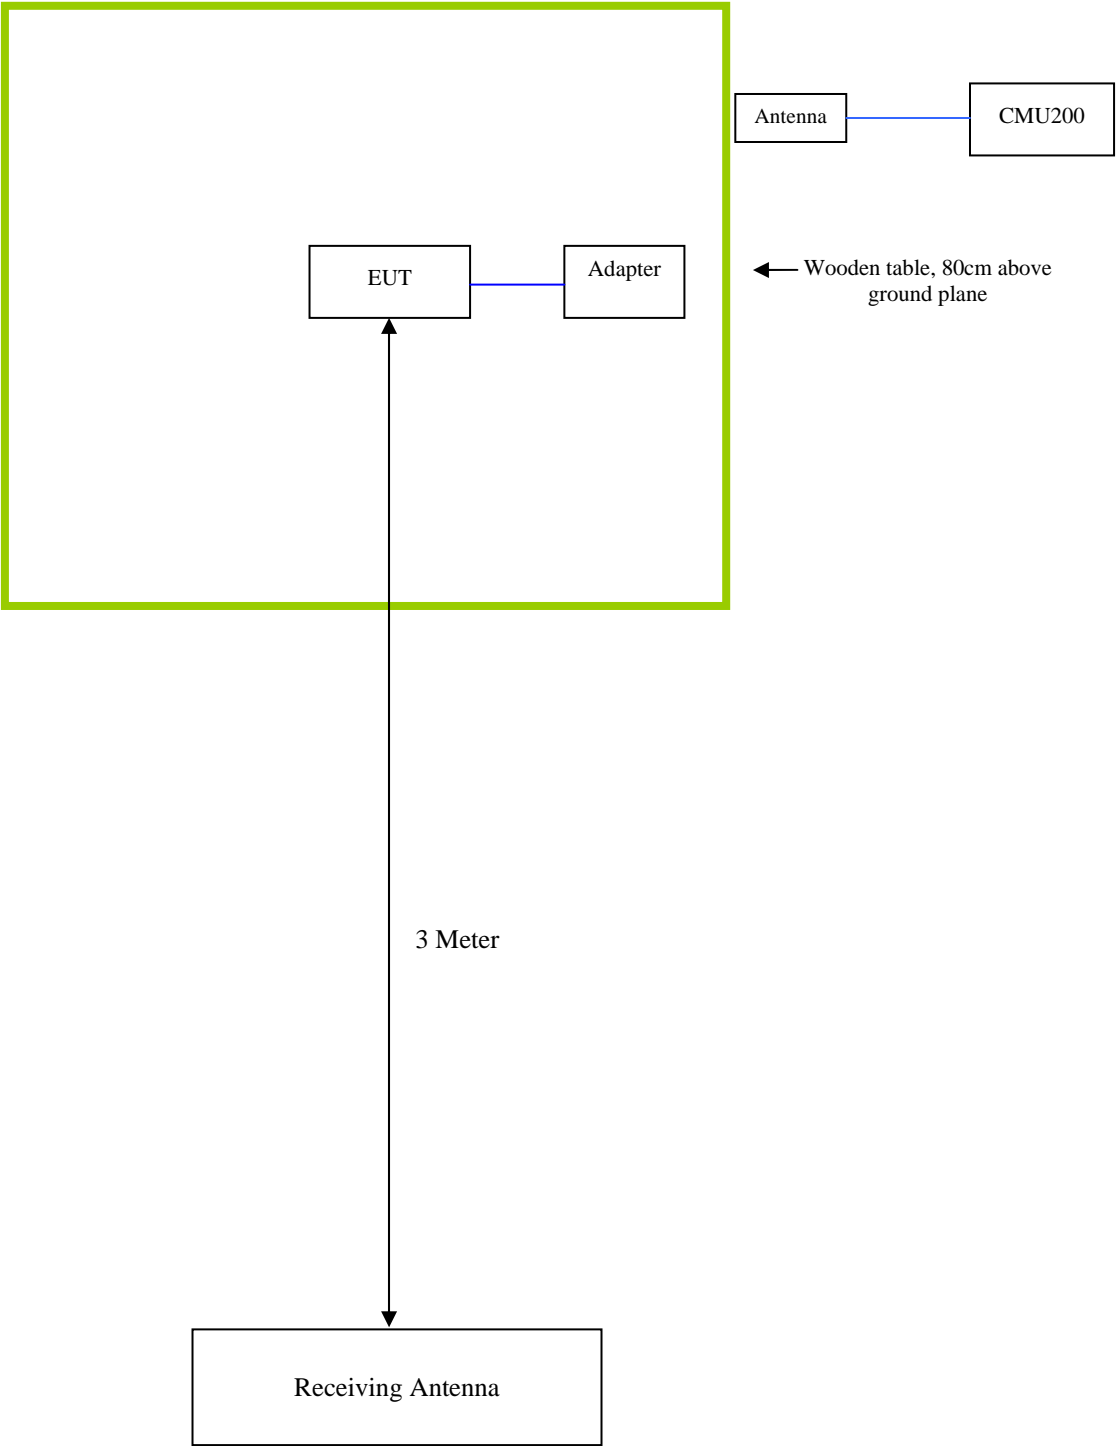 Antenna
CMU200
EUT
Adapter
Wooden table, 80cm above
ground plane
3 Meter
Receiving Antenna